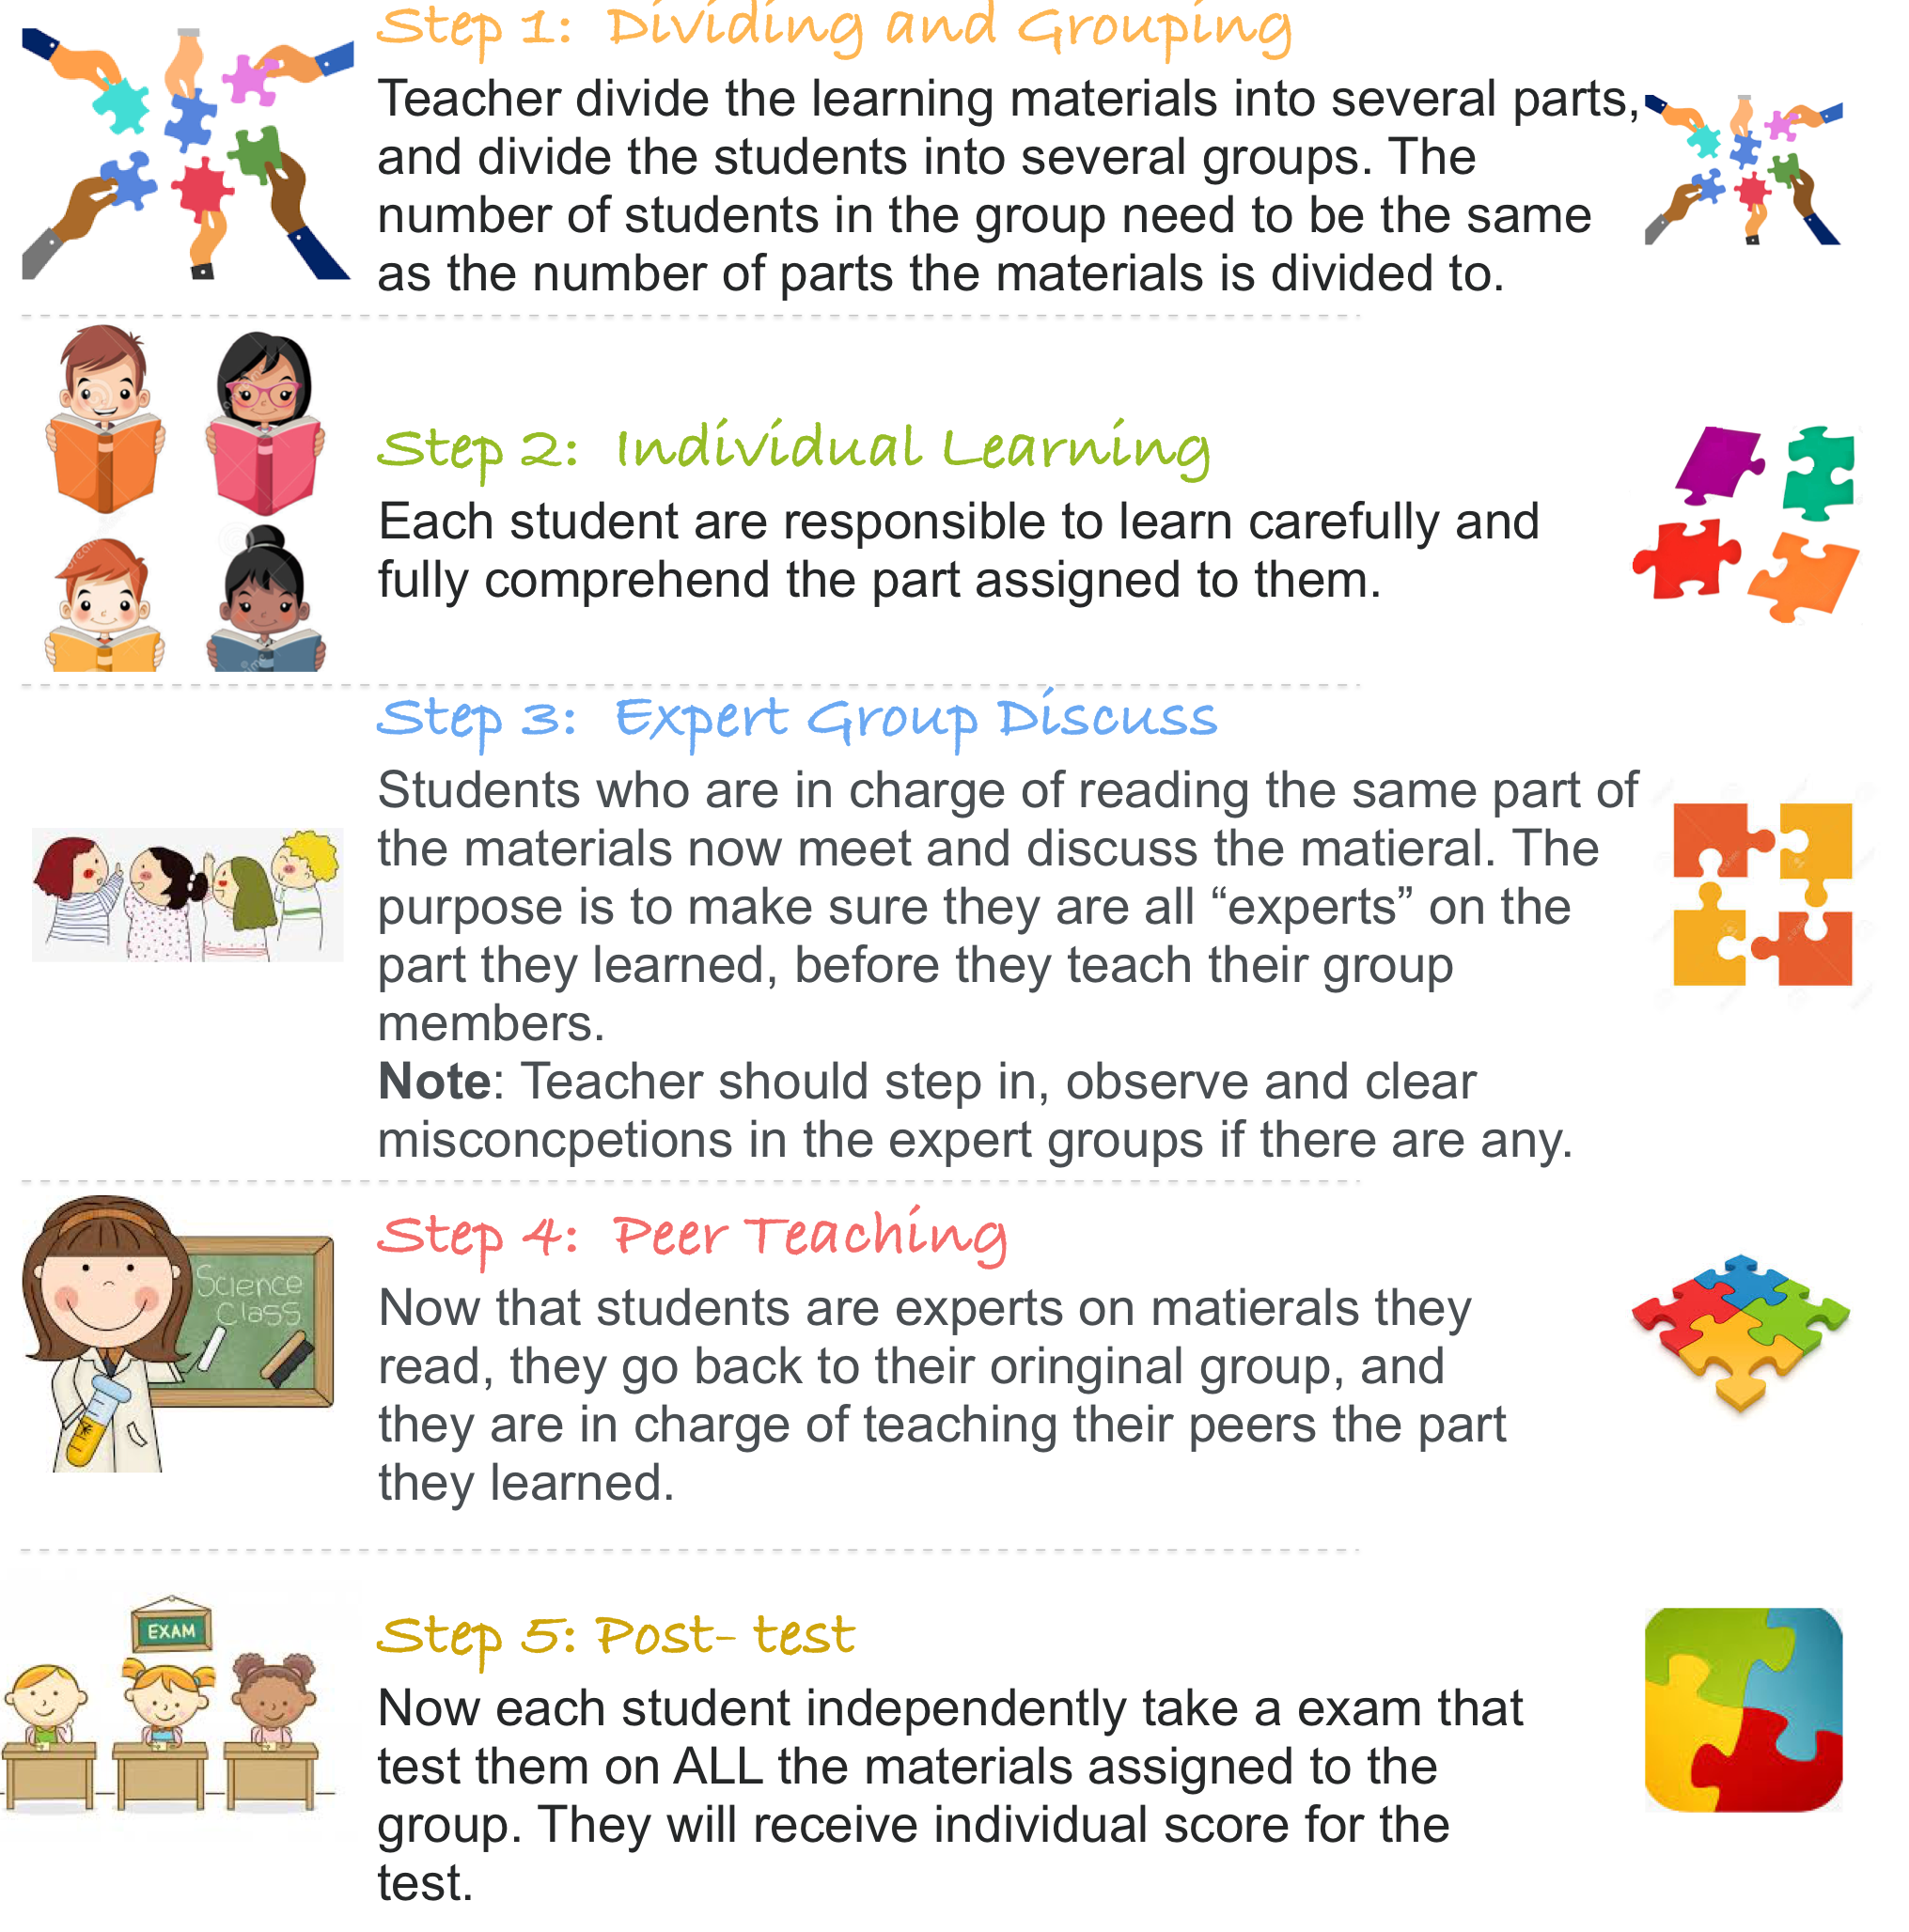 Step 1: Dividing and Grouping
Teacher divide the learning materials into several parts,
and divide the students into several groups. The
number of students in the group need to be the same
as the number of parts the materials is divided to.
Step 2: Individual Learning
Each student are responsible to learn carefully and
fully comprehend the part assigned to them.
Step 3: Expert Group Discuss
Students who are in charge of reading the same part of
the materials now meet and discuss the matieral. The
purpose is to make sure they are all “experts” on the
part they learned, before they teach their group
members.
Note: Teacher should step in, observe and clear
misconcpetions in the expert groups if there are any.
Science
Class
Step 4: Peer Teaching
Now that students are experts on matierals they
read, they go back to their oringinal group, and
they are in charge of teaching their peers the part
they learned.
EXAM
Step 5: Post- test
Now each student independently take a exam that
test them on ALL the materials assigned to the
group. They will receive individual score for the
test.